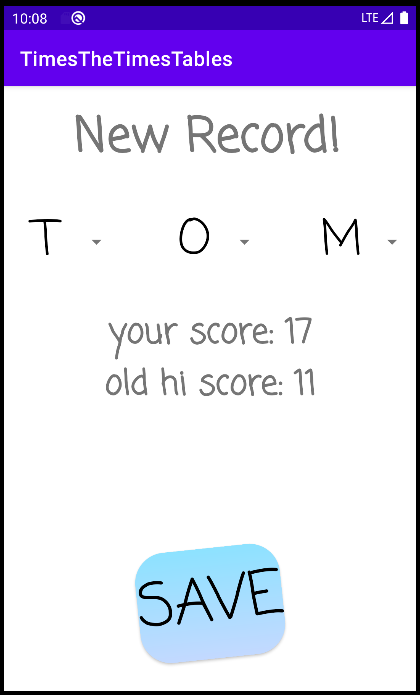 10:08 LTE
TimesTheTimesTables
New Record!
T O M
your score: 17
old hi score: 11
SAVE